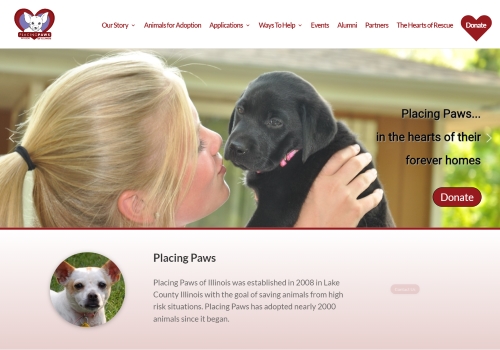 PLACING PAWS
Our Story
Animals for Adoption
Applications
Ways To Help
Events
Alumni
Partners
The Hearts of Rescue
Donate
Placing Paws...
in the hearts of their
forever homes
Donate
Placing Paws
Placing Paws of Illinois was established in 2008 in Lake
County Illinois with the goal of saving animals from high
risk situations. Placing Paws has adopted nearly 2000
animals since it began.